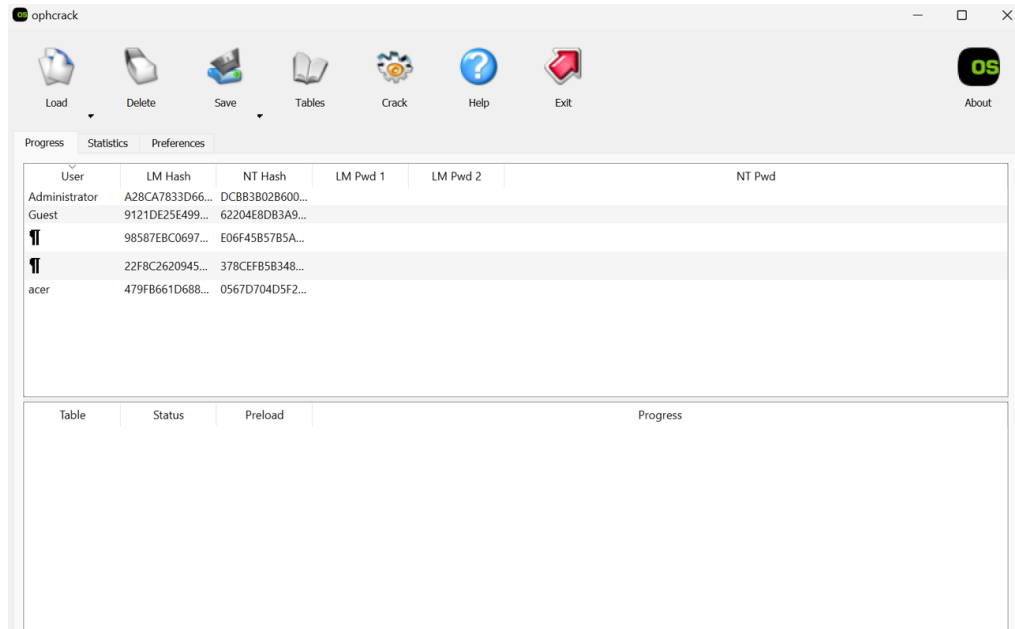 os ophcrack
Load Delete Save Tables Crack Help Exit About
OS
Progress Statistics Preferences
User LM Hash NT Hash LM Pwd 1 LM Pwd 2 NT Pwd
Administrator A28CA7833D66... DCBB3B02B600...
Guest 9121DE25E499... 62204E8DB3A9...
¶ 98587EBC0697... E06F45B57B5A...
¶ 22F8C2620945... 378CEFB5B348...
acer 479FB661D688... 0567D704D5F2...
Table Status Preload Progress